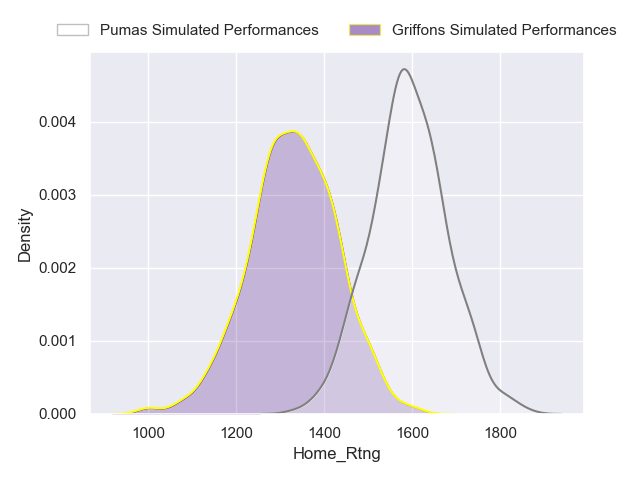 Pumas Simulated Performances Griffons Simulated Performances
0.004
0.003
0.002
0.001
0.000
Density
1000 1200 1400 1600 1800
Home_Rtng